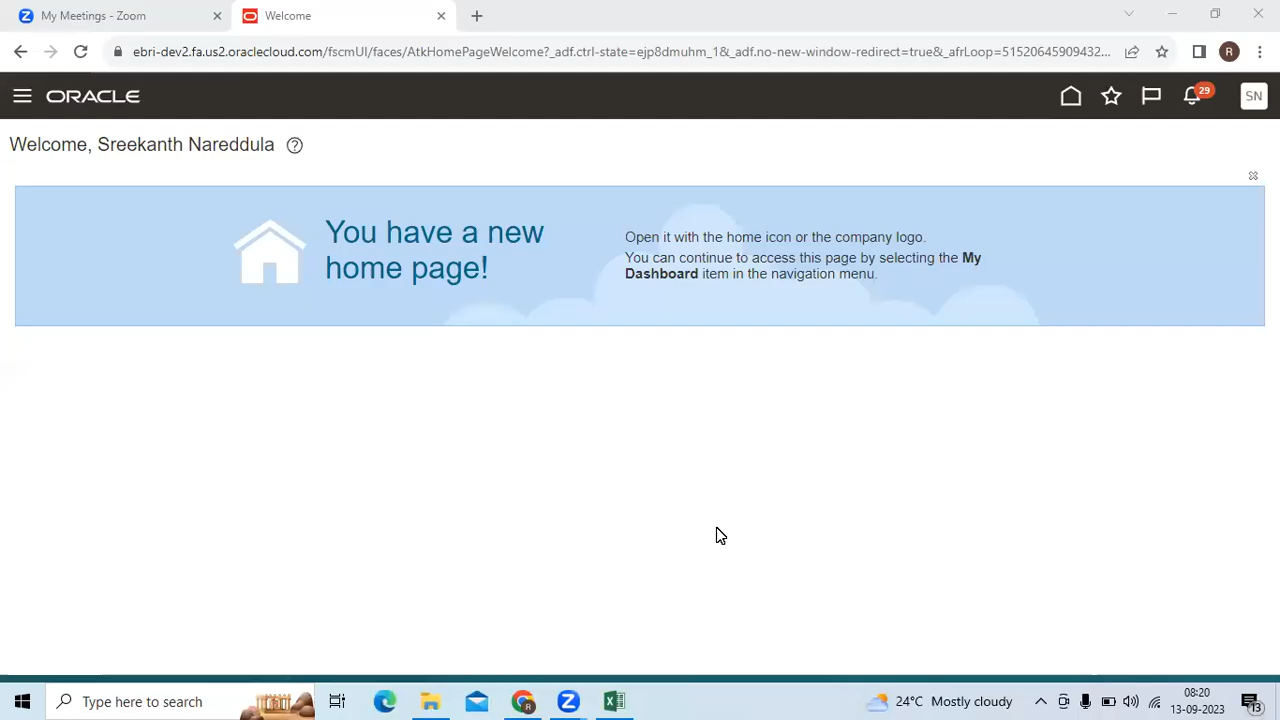 My Meetings - Zoom
Welcome
ebri-dev2.fa.us2.oraclecloud.com/fscmUI/faces/AtkHomePageWelcome?_adf.ctrl-state=ejp8dmuhm_1&_adf.no-new-window-redirect=true&_afrLoop=51520645909432...
R
ORACLE
29
SN
Welcome, Sreekanth Nareddula
You have a new
home page!
Open it with the home icon or the company logo.
You can continue to access this page by selecting the My
Dashboard item in the navigation menu.
Type here to search
24°C Mostly cloudy
08:20
13-09-2023
13